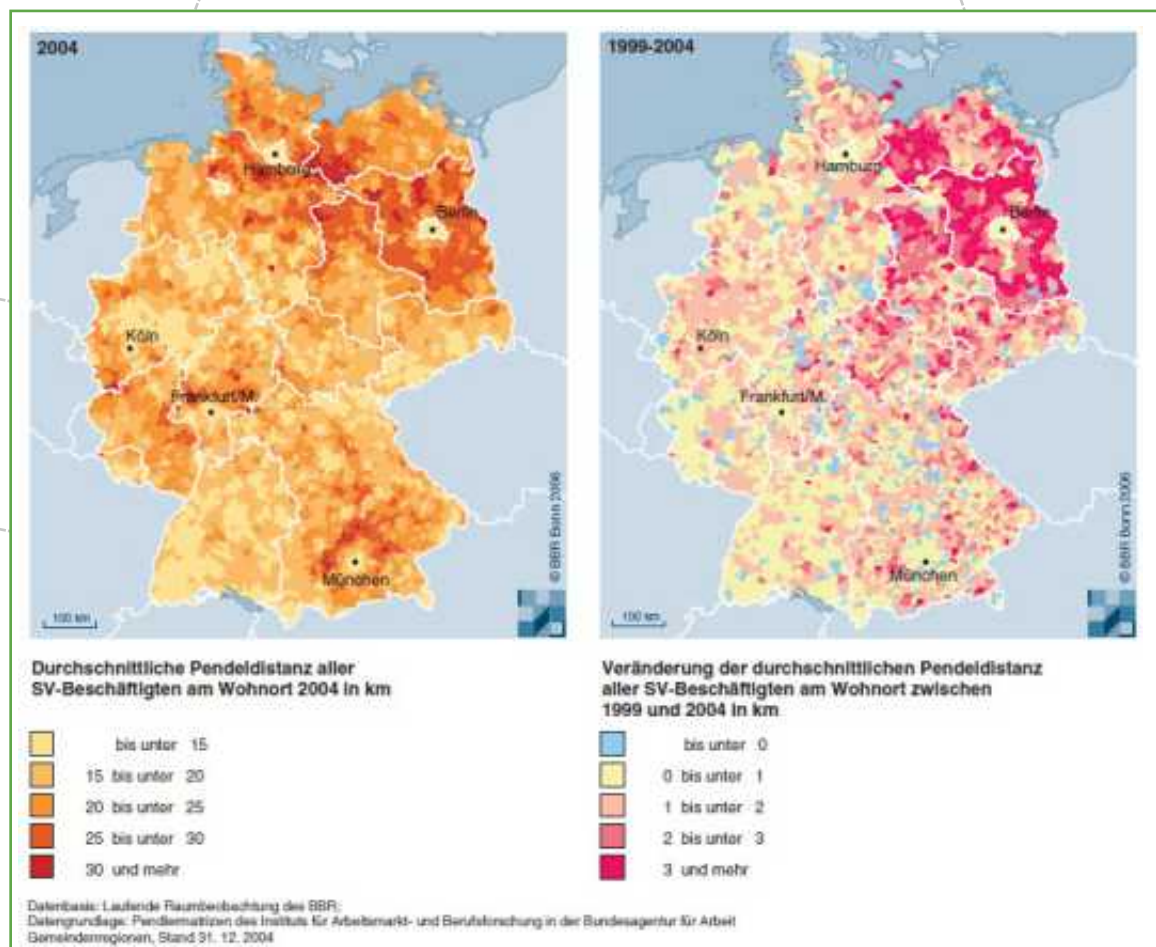 2004
Hamburg
Berlin
Köln
Frankfurt/M.
München
100 km
© BBR Bonn 2006
1999-2004
Hamburg
Berlin
Köln
Frankfurt/M.
München
100 km
© BBR Bonn 2006
Durchschnittliche Pendeldistanz aller
SV-Beschäftigten am Wohnort 2004 in km
bis unter 15
15 bis unter 20
20 bis unter 25
25 bis unter 30
30 und mehr
Veränderung der durchschnittlichen Pendeldistanz
aller SV-Beschäftigten am Wohnort zwischen
1999 und 2004 in km
bis unter 0
0 bis unter 1
1 bis unter 2
2 bis unter 3
3 und mehr
Datenbasis: Laufende Raumbeobachtung des BBR;
Datengrundlage: Pendlermatrizen des Instituts für Arbeitsmarkt- und Berufsforschung in der Bundesagentur für Arbeit
Gemeinderegionen, Stand 31. 12. 2004